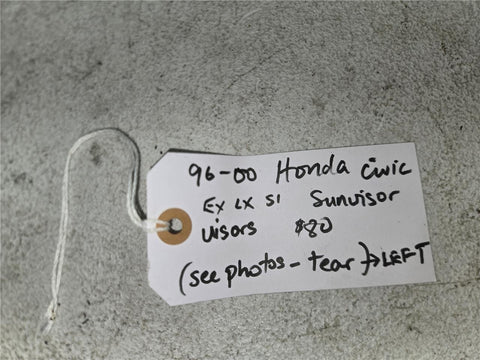 96-00 Honda Civic
EX LX SI Sunvisor
visors $80
(see photos - tear)→LEFT